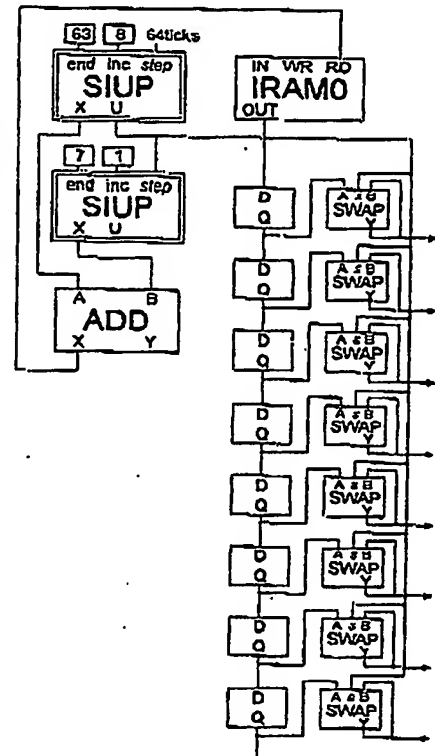 63 8 64ticks
end inc step
SIUP
X U
7 1
end inc step
SIUP
X U
A B
ADD
X Y
IN WR RD
IRAM0
OUT
D
Q
A s B
SWAP
Y
D
Q
A s B
SWAP
Y
D
Q
A s B
SWAP
Y
D
Q
A s B
SWAP
Y
D
Q
A s B
SWAP
Y
D
Q
A s B
SWAP
Y
D
Q
A s B
SWAP
Y
D
Q
A s B
SWAP
Y